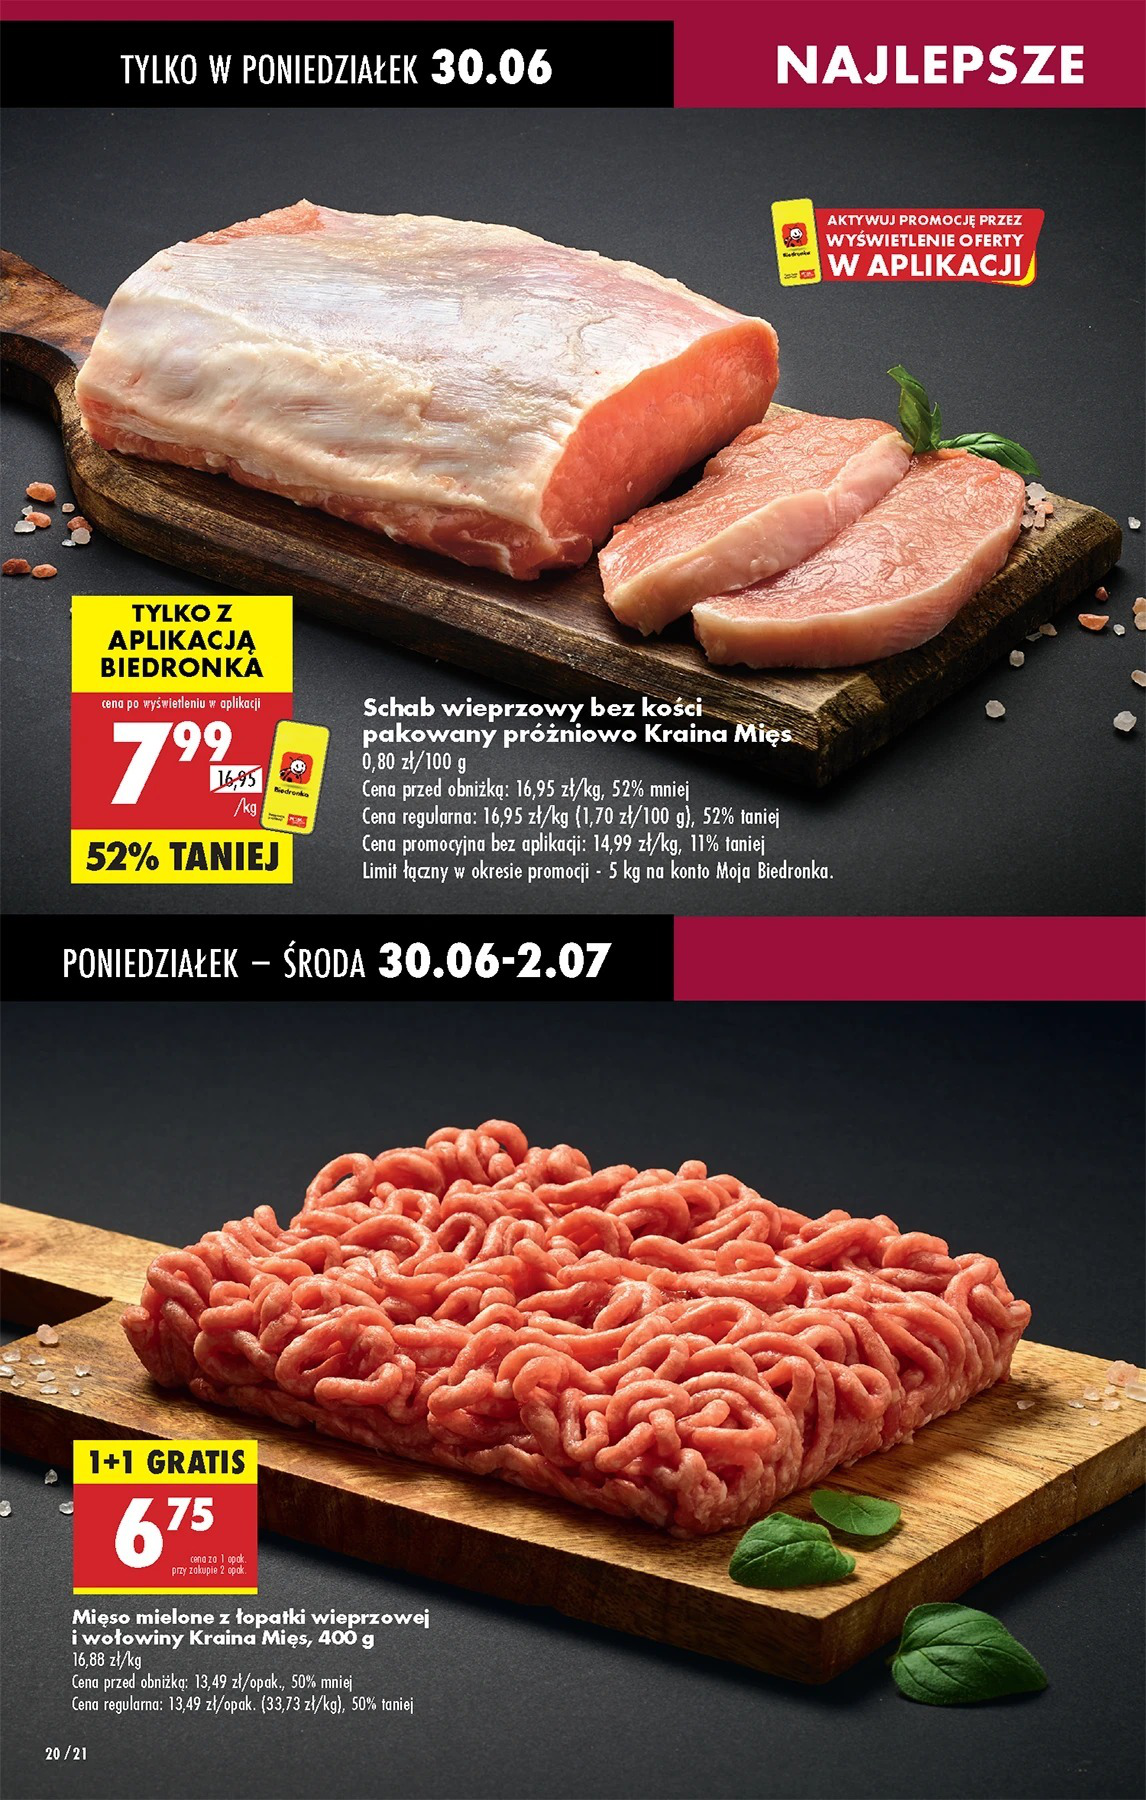 TYLKO W PONIEDZIAŁEK 30.06
NAJLEPSZE
Biedronka
AKTYWUJ PROMOCJĘ PRZEZ
WYŚWIETLENIE OFERTY
W APLIKACJI
TYLKO Z
APLIKACJĄ
BIEDRONKA
cena po wyświetleniu w aplikacji
7 99
16,95
/kg
Biedronka
52% TANIEJ
Schab wieprzowy bez kości
pakowany próżniowo Kraina Mięs
0,80 zł/100 g
Cena przed obniżką: 16,95 zł/kg, 52% mniej
Cena regularna: 16,95 zł/kg (1,70 zł/100 g), 52% taniej
Cena promocyjna bez aplikacji: 14,99 zł/kg, 11% taniej
Limit łączny w okresie promocji - 5 kg na konto Moja Biedronka.
PONIEDZIAŁEK – ŚRODA 30.06-2.07
1+1 GRATIS
6 75
cena za 1 opak.
przy zakupie 2 opak.
Mięso mielone z łopatki wieprzowej
i wołowiny Kraina Mięs, 400 g
16,88 zł/kg
Cena przed obniżką: 13,49 zł/opak., 50% mniej
Cena regularna: 13,49 zł/opak. (33,73 zł/kg), 50% taniej
20 / 21